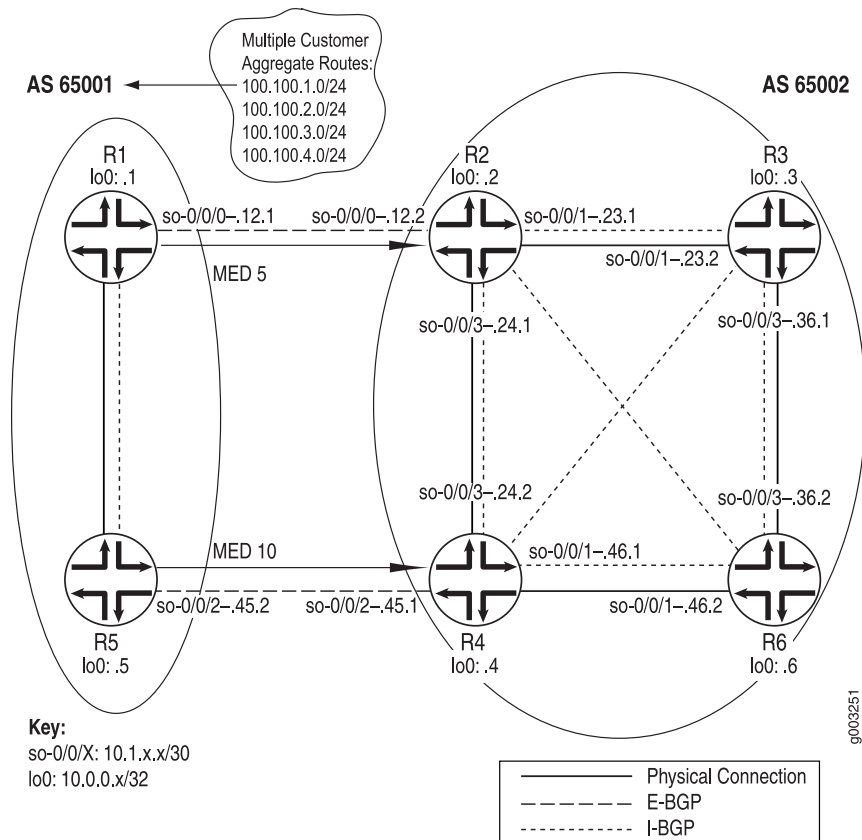 Multiple Customer
Aggregate Routes:
100.100.1.0/24
100.100.2.0/24
100.100.3.0/24
100.100.4.0/24
AS 65001
AS 65002
R1
lo0: .1
R2
lo0: .2
R3
lo0: .3
so-0/0/0–.12.1
so-0/0/0–.12.2
so-0/0/1–.23.1
MED 5
so-0/0/1–.23.2
so-0/0/3–.24.1
so-0/0/3–.36.1
so-0/0/3–.24.2
so-0/0/3–.36.2
MED 10
so-0/0/1–.46.1
so-0/0/2–.45.2
so-0/0/2–.45.1
so-0/0/1–.46.2
R5
lo0: .5
R4
lo0: .4
R6
lo0: .6
Key:
so-0/0/X: 10.1.x.x/30
lo0: 10.0.0.x/32
Physical Connection
E-BGP
I-BGP
g003251